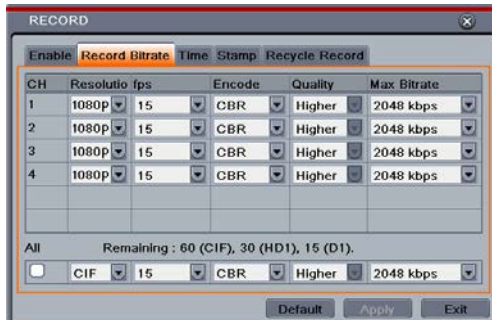 RECORD
Enable Record Bitrate Time Stamp Recycle Record
CH Resolutio fps Encode Quality Max Bitrate
1 1080P 15 CBR Higher 2048 kbps
2 1080P 15 CBR Higher 2048 kbps
3 1080P 15 CBR Higher 2048 kbps
4 1080P 15 CBR Higher 2048 kbps
All Remaining : 60 (CIF), 30 (HD1), 15 (D1).
CIF 15 CBR Higher 2048 kbps
Default Apply Exit